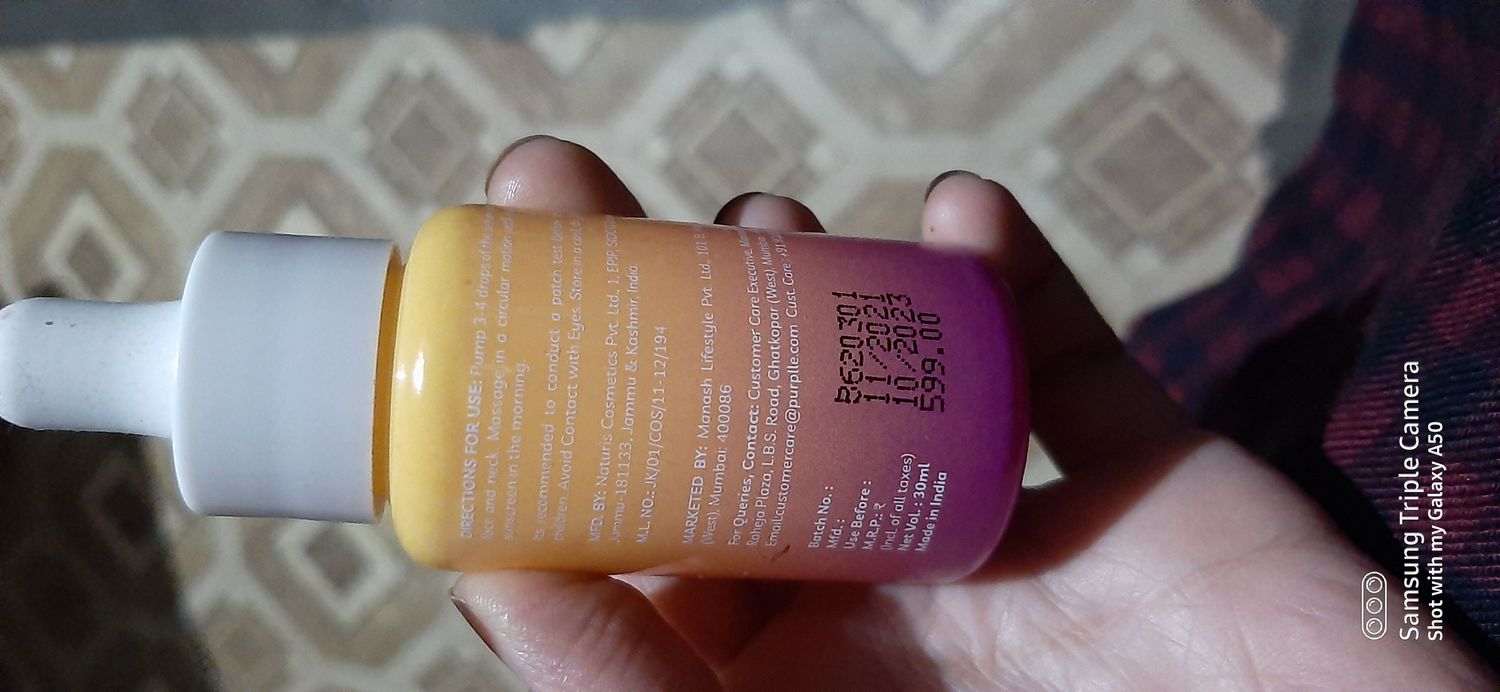 DIRECTIONS FOR USE: Pump 3-4 drops of the
face and neck. Massage in a circular motion
sunscreen in the morning.
Its recommended to conduct a patch test
children. Avoid Contact with Eyes. Store in a
MFD. BY: Naturis Cosmetics Pvt. Ltd., EPIP, SIDCO
Jammu-181133, Jammu & Kashmir, India
M.L. NO.: JK/01/COS/11-12/194
MARKETED BY: Manash Lifestyle Pvt. Ltd., 101 B
(West), Mumbai: 400086
For Queries, Contact: Customer Care Executive,
Raheja Plaza, L.B.S. Road, Ghatkopar (West), Mumbai
Email:customercare@purplle.com Cust. Care: +91
Batch No. : B620301
Mfd.: 11/2021
Use Before : 10/2023
M.R.P.: ₹ 599.00
(Incl. of all taxes)
Net Vol.: 30ml
Made in India
Samsung Triple Camera
Shot with my Galaxy A50